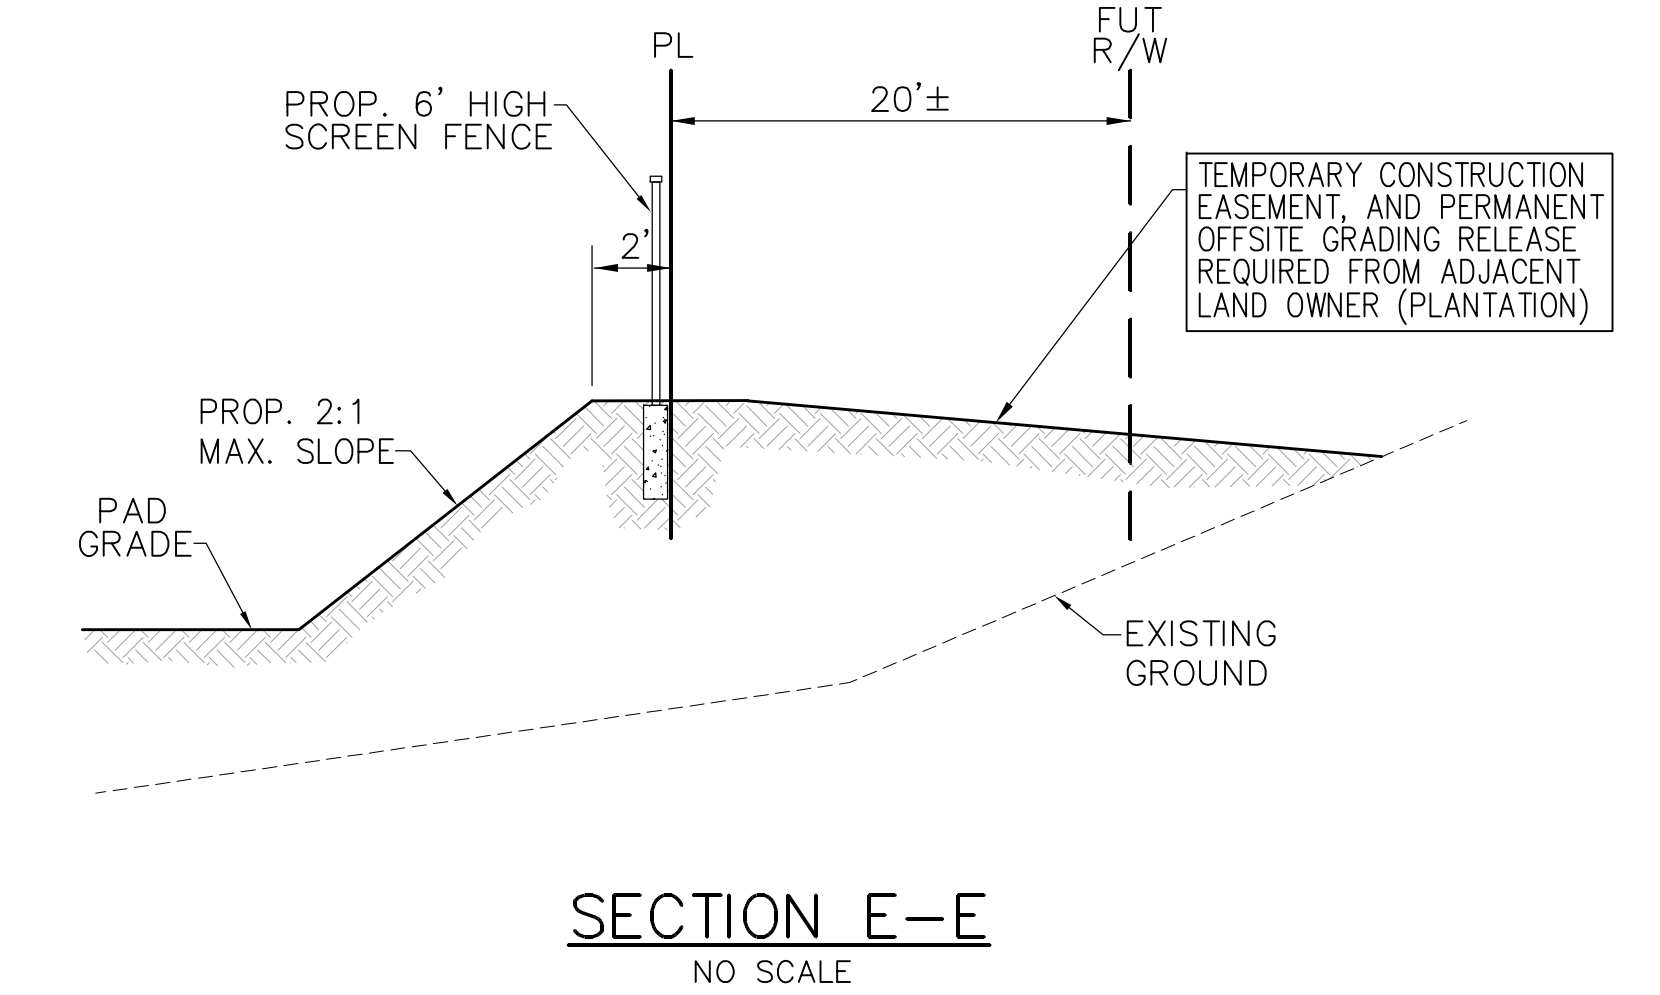 FUT
R/W
PL
20'±
PROP. 6' HIGH
SCREEN FENCE
TEMPORARY CONSTRUCTION
EASEMENT, AND PERMANENT
OFFSITE GRADING RELEASE
REQUIRED FROM ADJACENT
LAND OWNER (PLANTATION)
2'
PROP. 2:1
MAX. SLOPE
PAD
GRADE
EXISTING
GROUND
SECTION E-E
NO SCALE